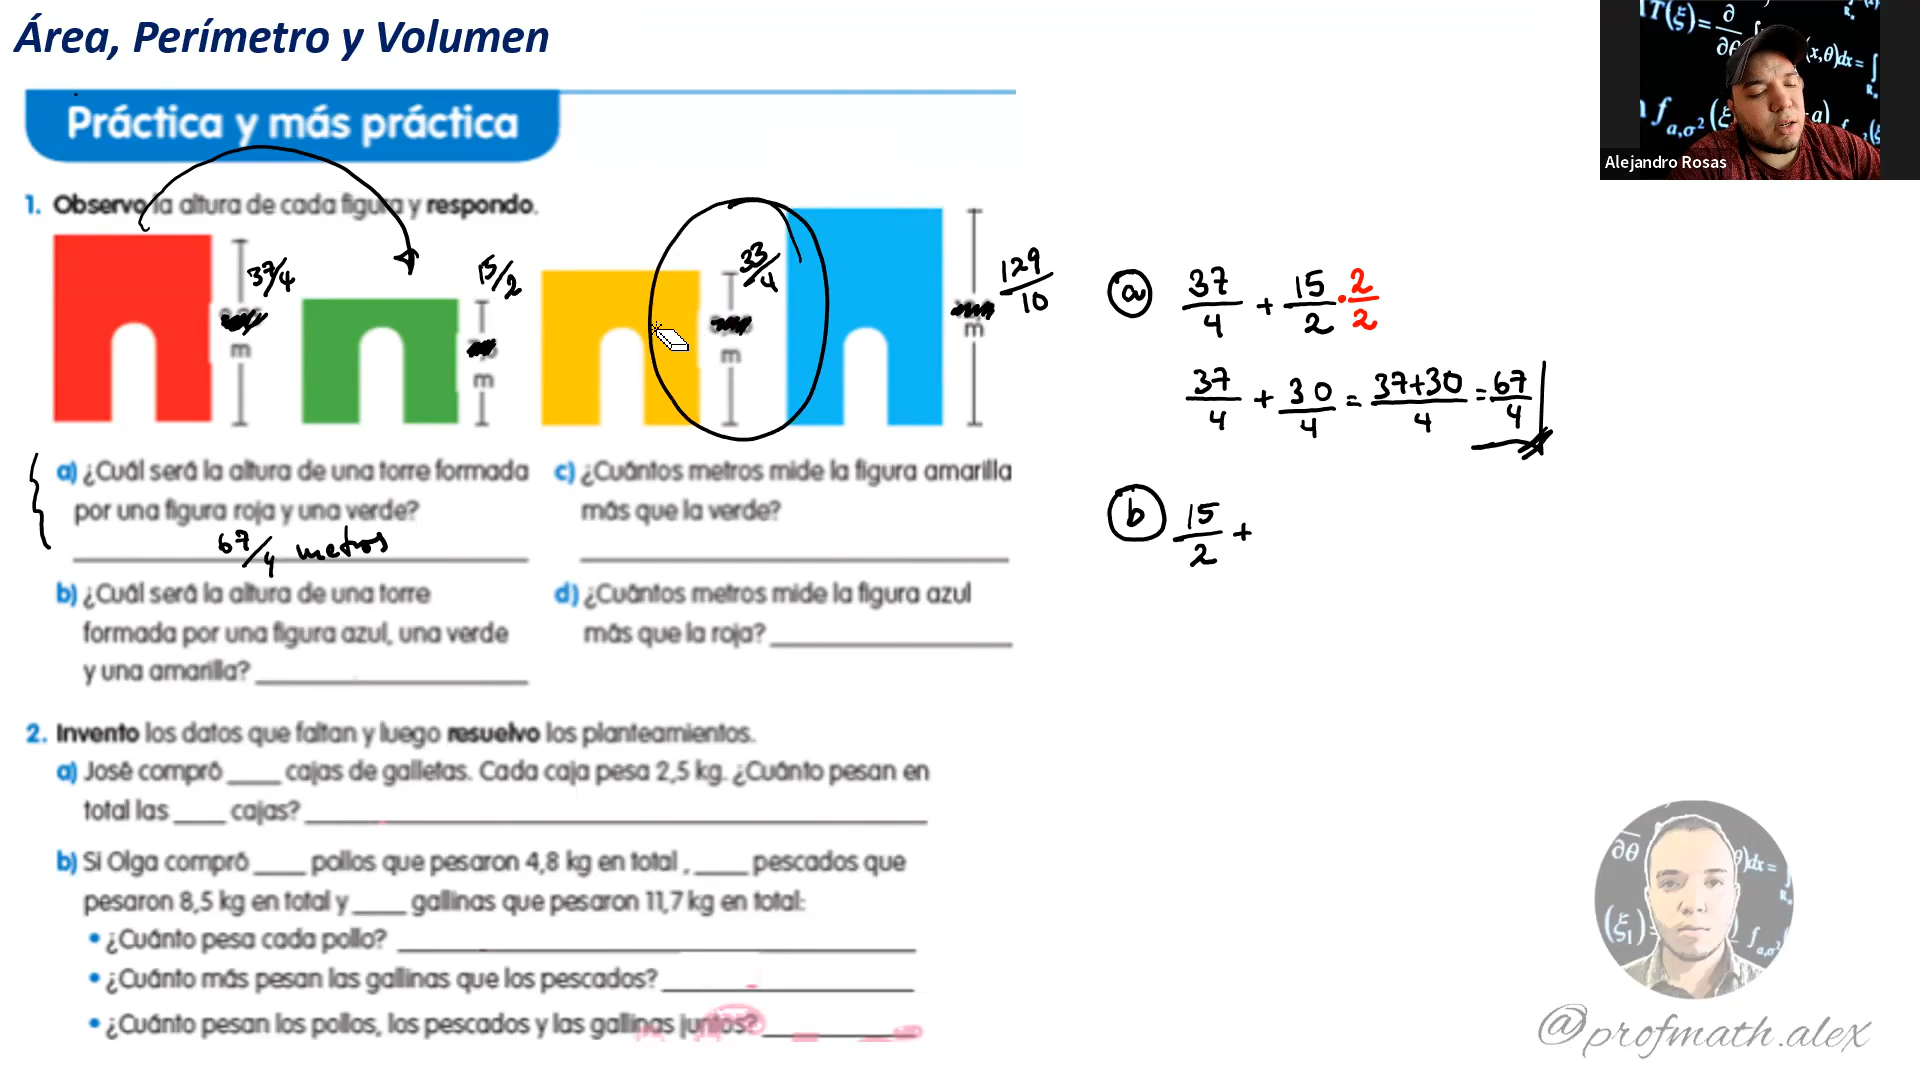 Área, Perímetro y Volumen
Práctica y más práctica
1. Observo la altura de cada figura y respondo.
37/4
m
15/2
m
33/4
m
129/10
m
a) ¿Cuál será la altura de una torre formada
por una figura roja y una verde?
67/4 metros
b) ¿Cuál será la altura de una torre
formada por una figura azul, una verde
y una amarilla?
c) ¿Cuántos metros mide la figura amarilla
más que la verde?
d) ¿Cuántos metros mide la figura azul
más que la roja?
2. Invento los datos que faltan y luego resuelvo los planteamientos.
a) José compró ____ cajas de galletas. Cada caja pesa 2,5 kg. ¿Cuánto pesan en
total las ____ cajas?
b) Si Olga compró ____ pollos que pesaron 4,8 kg en total , ____ pescados que
pesaron 8,5 kg en total y ____ gallinas que pesaron 11,7 kg en total:
• ¿Cuánto pesa cada pollo?
• ¿Cuánto más pesan las gallinas que los pescados?
• ¿Cuánto pesan los pollos, los pescados y las gallinas juntos?
a 37/4 + 15/2 · 2/2
37/4 + 30/4 = 37+30/4 = 67/4
b 15/2 +
Alejandro Rosas
@profmath.alex